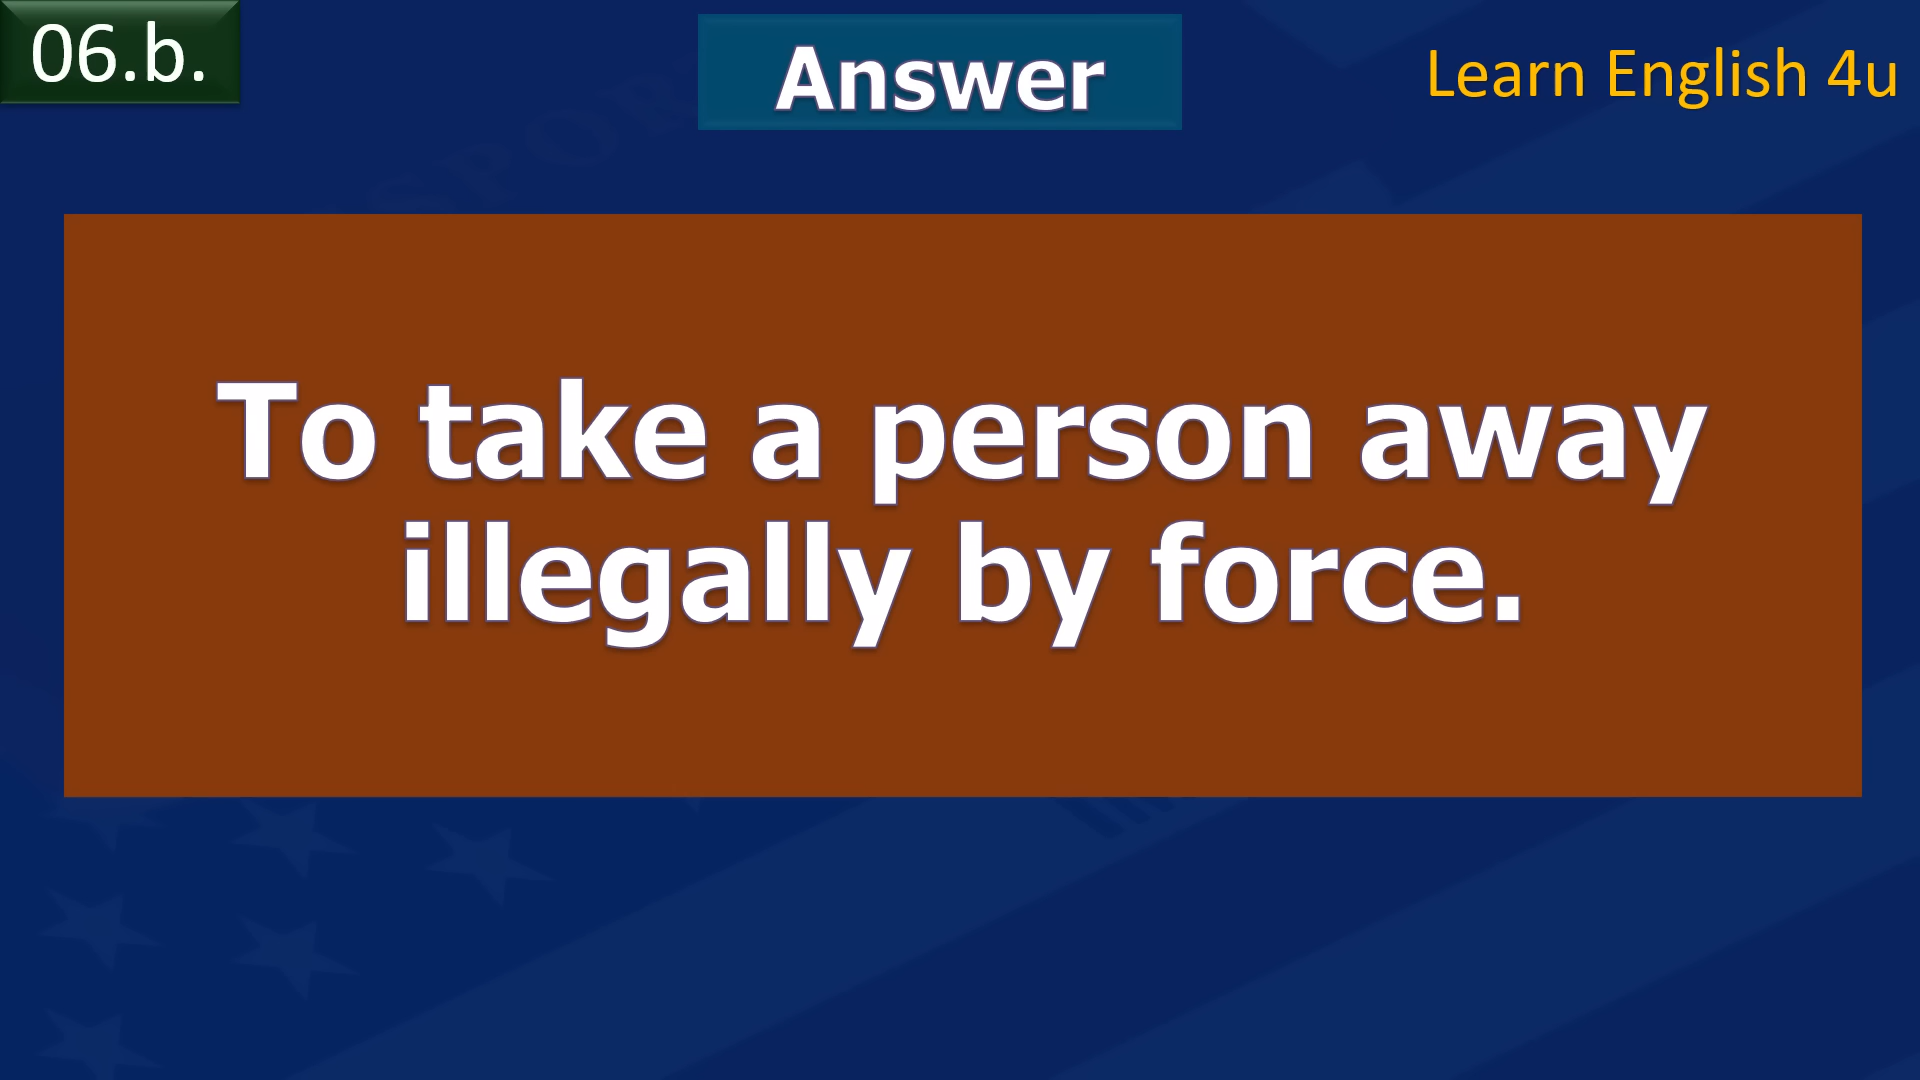 06.b.
Answer
Learn English 4u
To take a person away
illegally by force.